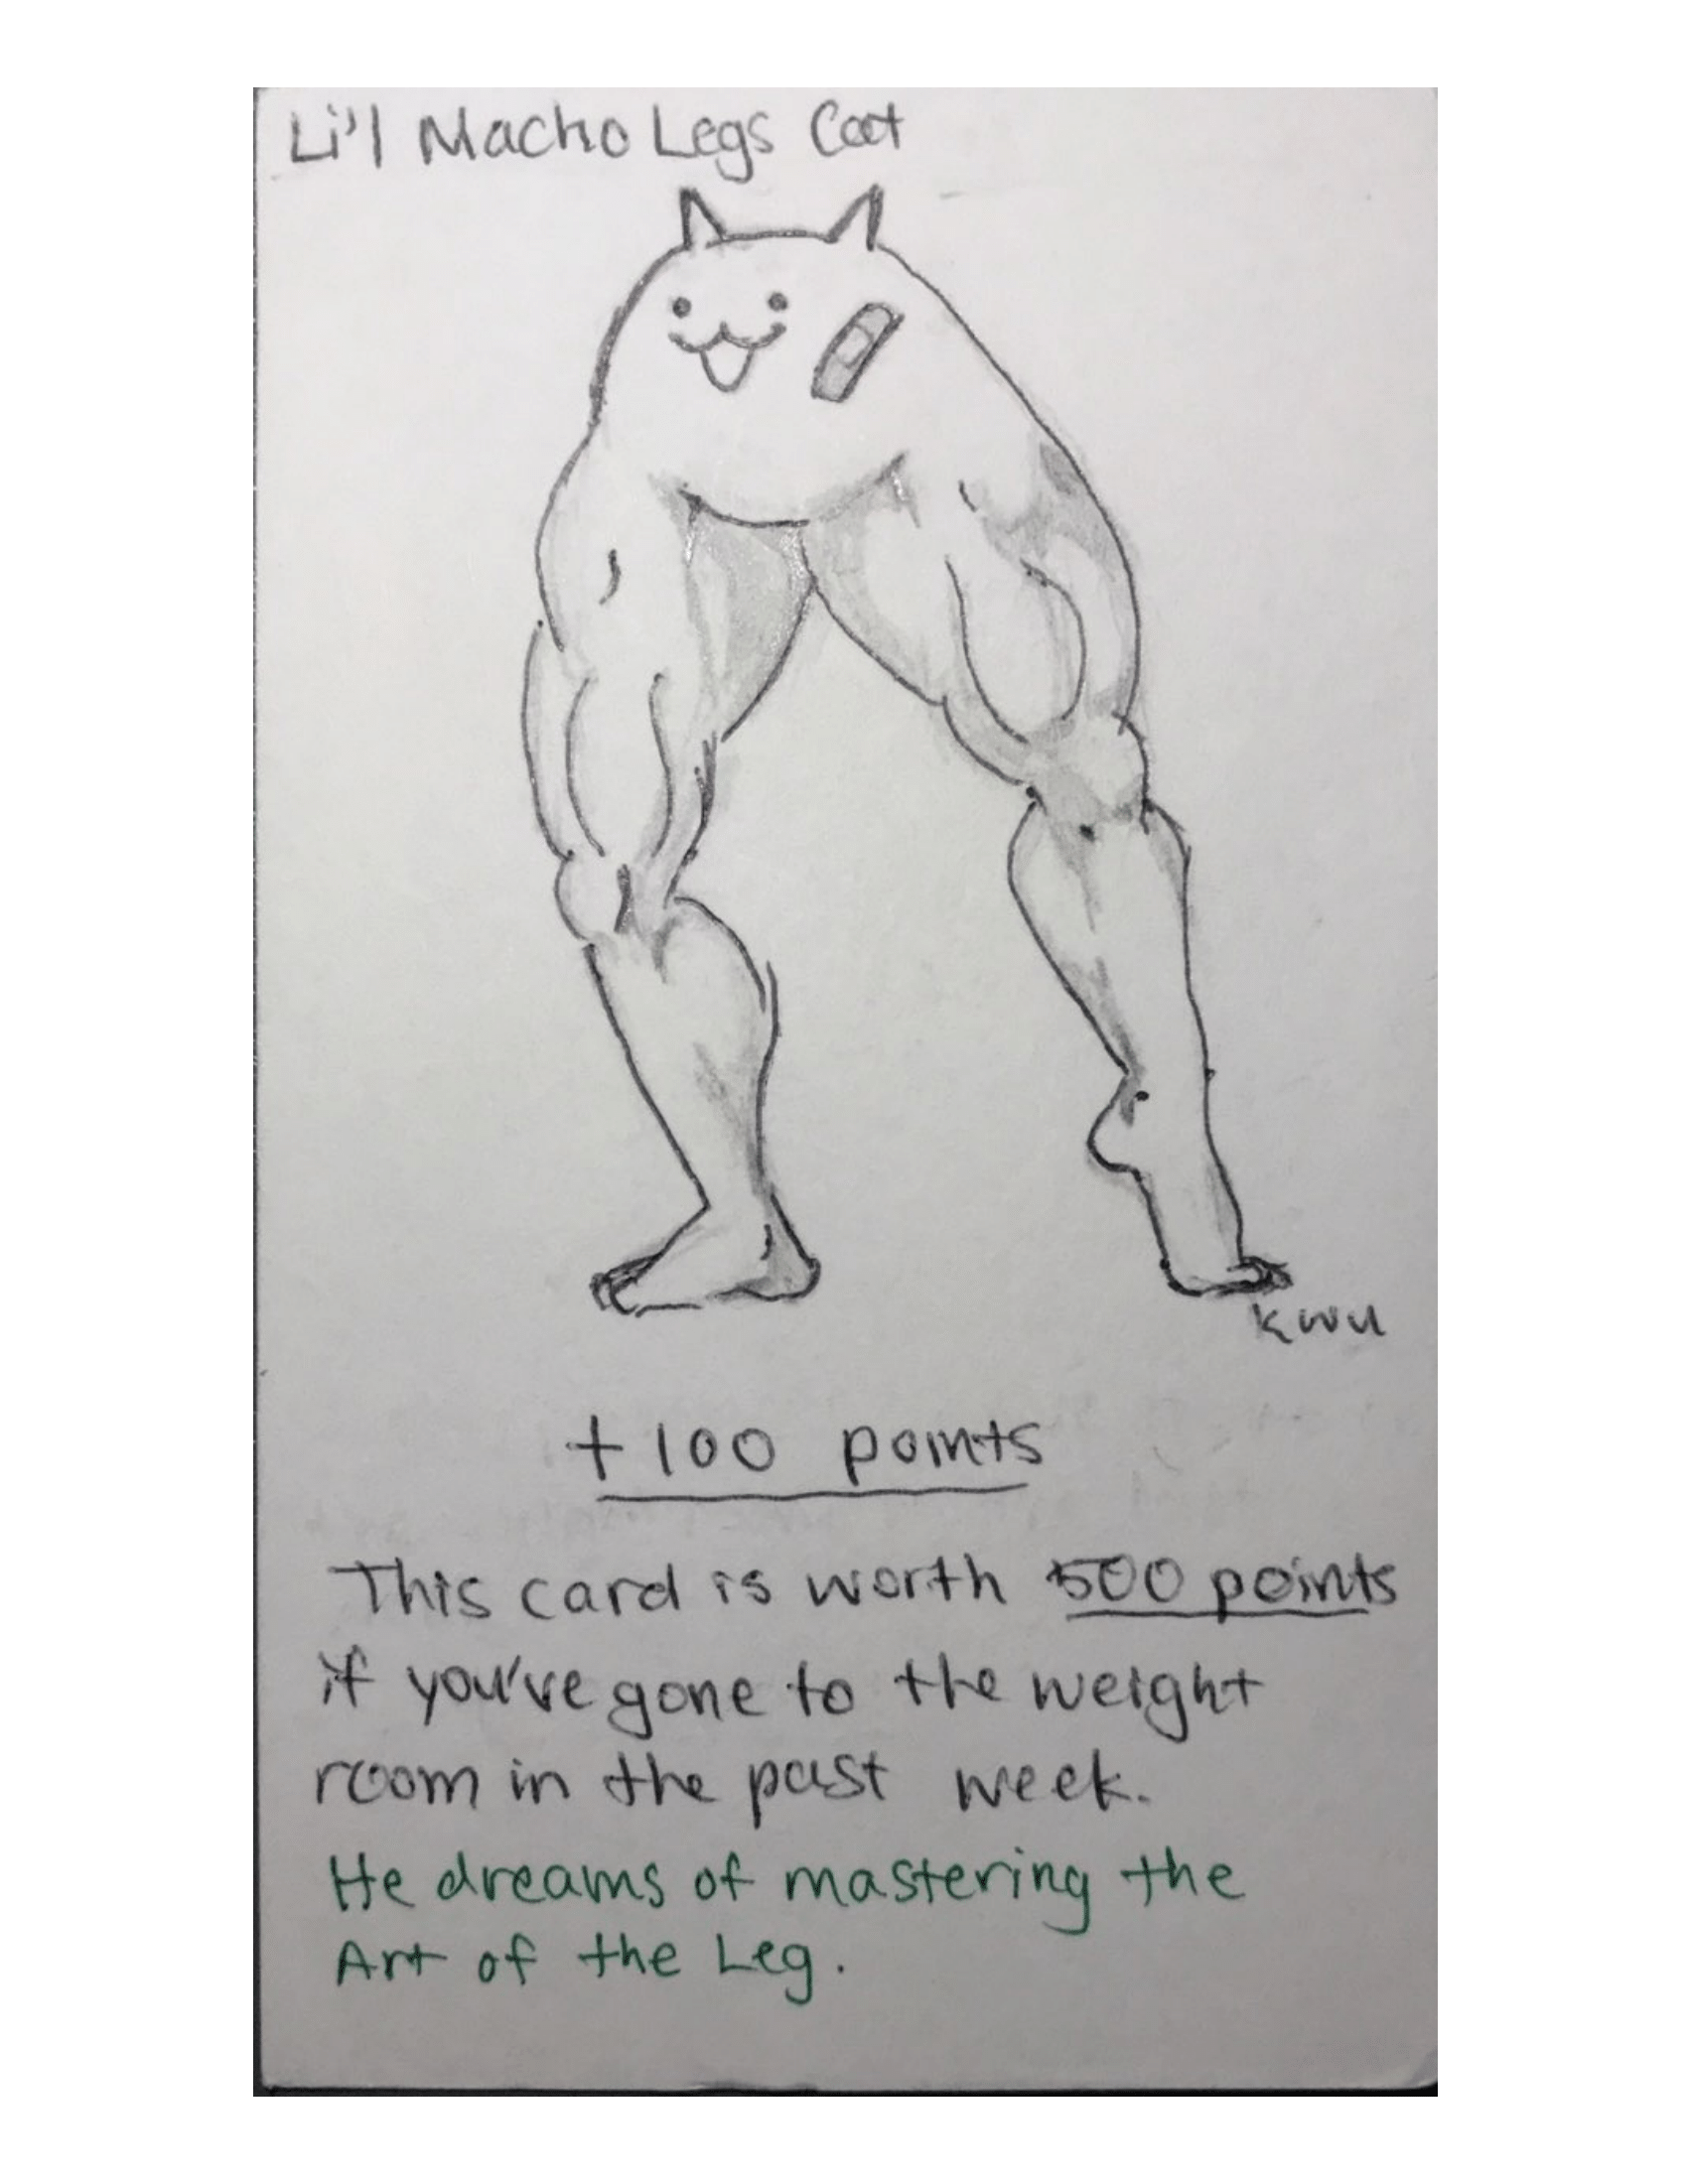 Li'l Macho Legs Cat
kwu
+100 points
This card is worth 500 points
if you've gone to the weight
room in the past week.
He dreams of mastering the
Art of the Leg.